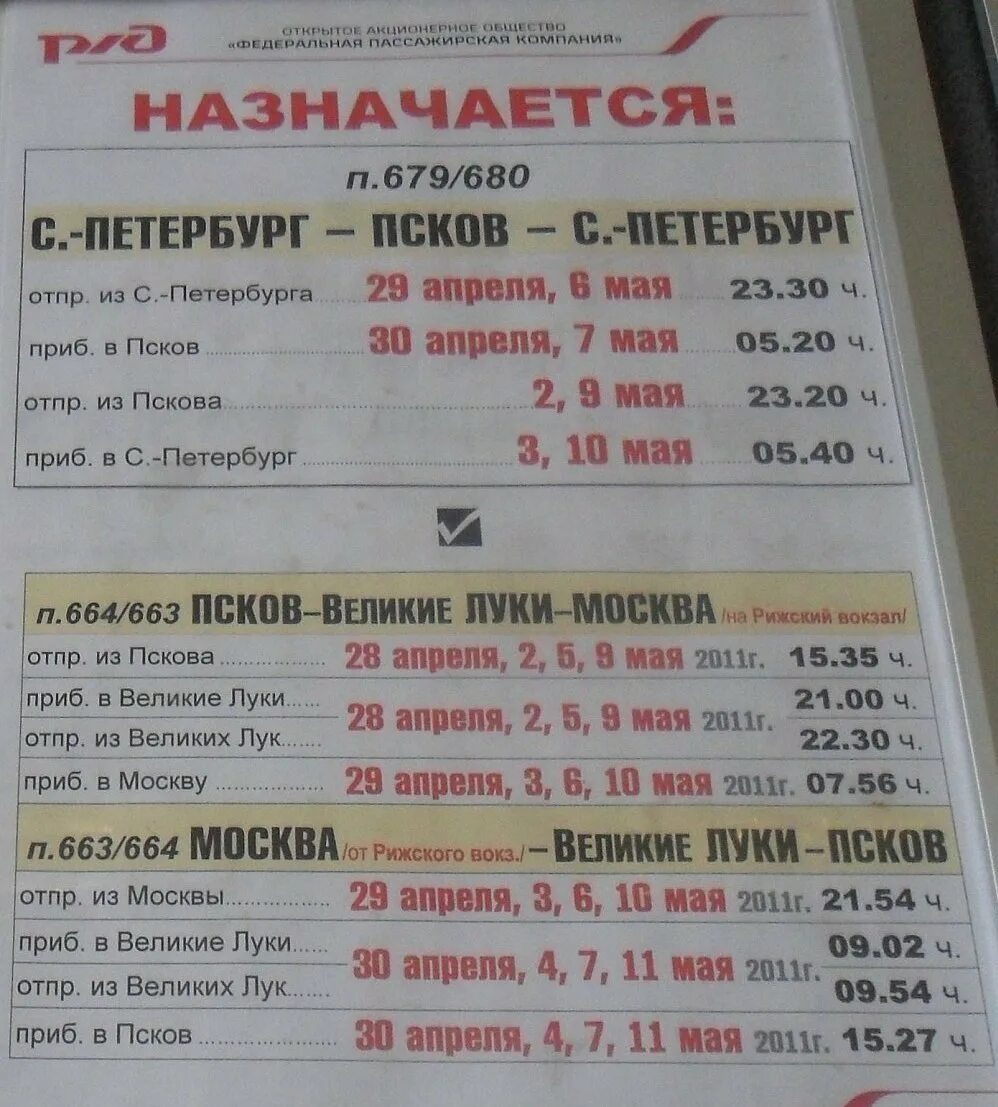 РЖД
ОТКРЫТОЕ АКЦИОНЕРНОЕ ОБЩЕСТВО
«ФЕДЕРАЛЬНАЯ ПАССАЖИРСКАЯ КОМПАНИЯ»
НАЗНАЧАЕТСЯ:
п.679/680
С.-ПЕТЕРБУРГ – ПСКОВ – С.-ПЕТЕРБУРГ
отпр. из С.-Петербурга........ 29 апреля, 6 мая ........ 23.30 ч.
приб. в Псков ........................ 30 апреля, 7 мая ........ 05.20 ч.
отпр. из Пскова................................ 2, 9 мая ........ 23.20 ч.
приб. в С.-Петербург ........................ 3, 10 мая ........ 05.40 ч.
п.664/663 ПСКОВ–ВЕЛИКИЕ ЛУКИ–МОСКВА /на Рижский вокзал/
отпр. из Пскова ................ 28 апреля, 2, 5, 9 мая 2011г. 15.35 ч.
приб. в Великие Луки...... 21.00 ч.
28 апреля, 2, 5, 9 мая 2011г.
отпр. из Великих Лук....... 22.30 ч.
приб. в Москву ................ 29 апреля, 3, 6, 10 мая 2011г. 07.56 ч.
п.663/664 МОСКВА /от Рижского вокз./ –ВЕЛИКИЕ ЛУКИ–ПСКОВ
отпр. из Москвы................ 29 апреля, 3, 6, 10 мая 2011г. 21.54 ч.
приб. в Великие Луки...... 09.02 ч.
30 апреля, 4, 7, 11 мая 2011г.
отпр. из Великих Лук....... 09.54 ч.
приб. в Псков ..................... 30 апреля, 4, 7, 11 мая 2011г. 15.27 ч.